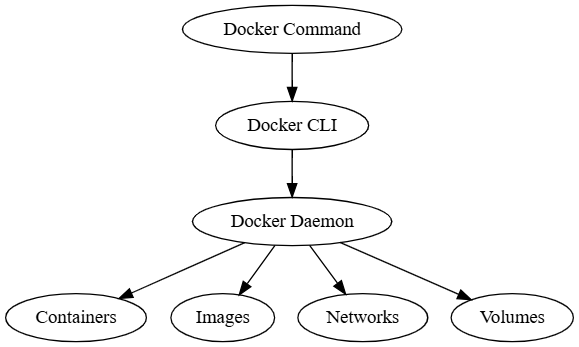 Docker Command
Docker CLI
Docker Daemon
Containers
Images
Networks
Volumes